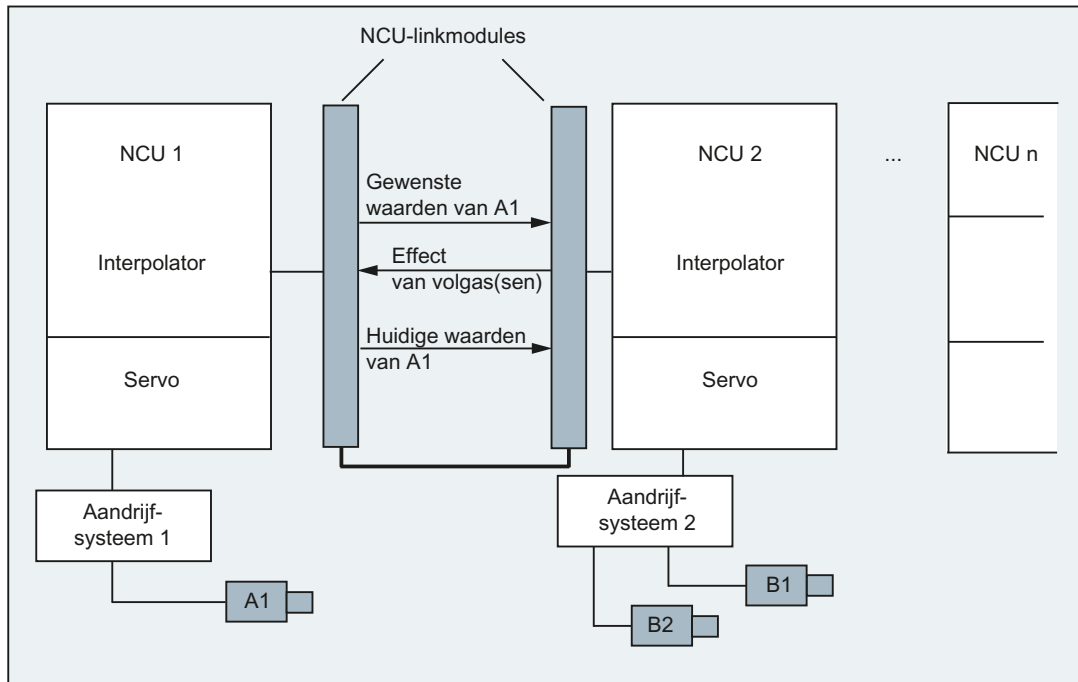 NCU-linkmodules
NCU 1
NCU 2
...
NCU n
Gewenste
waarden van A1
Interpolator
Effect
van volgas(sen)
Interpolator
Huidige waarden
van A1
Servo
Servo
Aandrijf-
systeem 1
Aandrijf-
systeem 2
A1
B1
B2